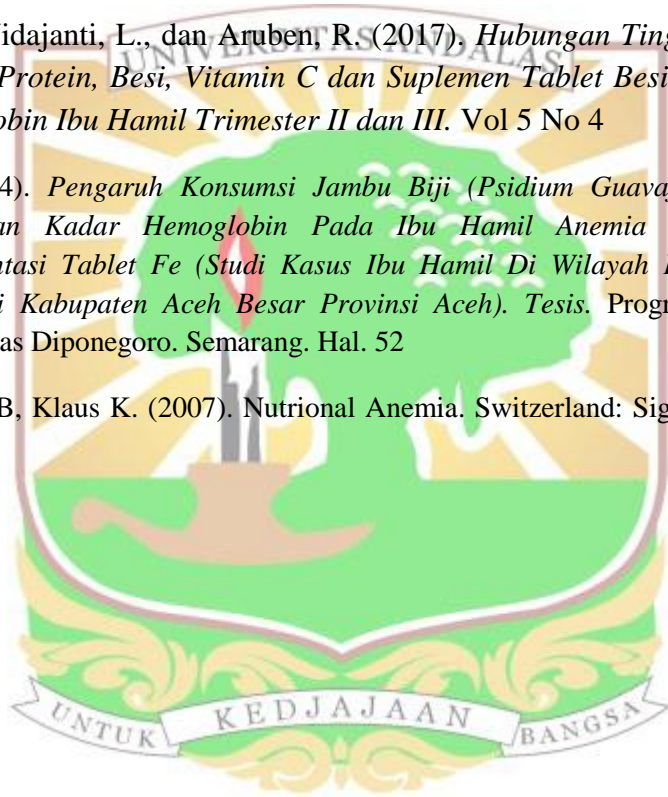 idajanti, L., dan Aruben, R. (2017). Hubungan Ting
UNIVERSITAS ANDALAS
Protein, Besi, Vitamin C dan Suplemen Tablet Besi
obin Ibu Hamil Trimester II dan III. Vol 5 No 4
4). Pengaruh Konsumsi Jambu Biji (Psidium Guava
an Kadar Hemoglobin Pada Ibu Hamil Anemia
ntasi Tablet Fe (Studi Kasus Ibu Hamil Di Wilayah
i Kabupaten Aceh Besar Provinsi Aceh). Tesis. Progr
as Diponegoro. Semarang. Hal. 52
B, Klaus K. (2007). Nutrional Anemia. Switzerland: Sig
UNTUK KEDJAJAAN BANGSA